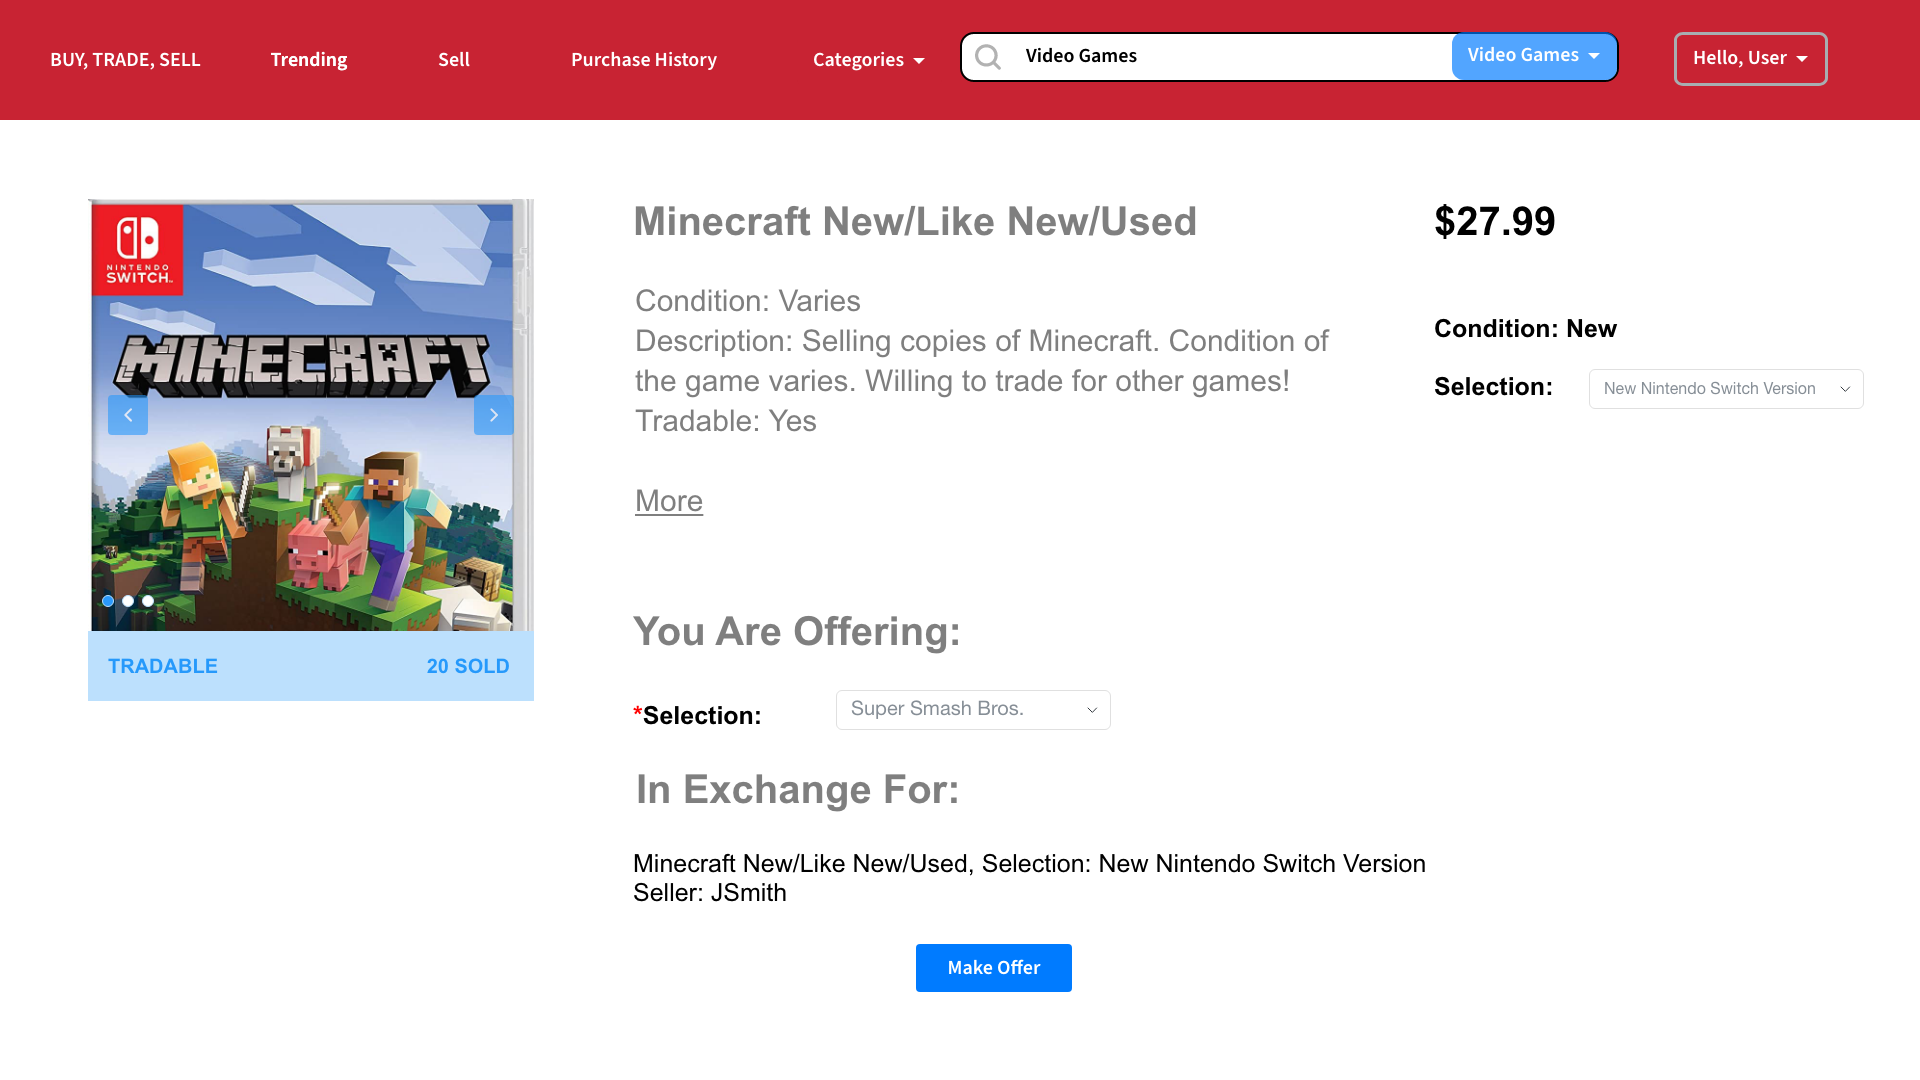 BUY, TRADE, SELL
Trending
Sell
Purchase History
Categories
Video Games
Video Games
Hello, User
NINTENDO
SWITCH™
MINECRAFT
TRADABLE
20 SOLD
Minecraft New/Like New/Used
Condition: Varies
Description: Selling copies of Minecraft. Condition of
the game varies. Willing to trade for other games!
Tradable: Yes
More
$27.99
Condition: New
Selection:
New Nintendo Switch Version
You Are Offering:
*Selection:
Super Smash Bros.
In Exchange For:
Minecraft New/Like New/Used, Selection: New Nintendo Switch Version
Seller: JSmith
Make Offer